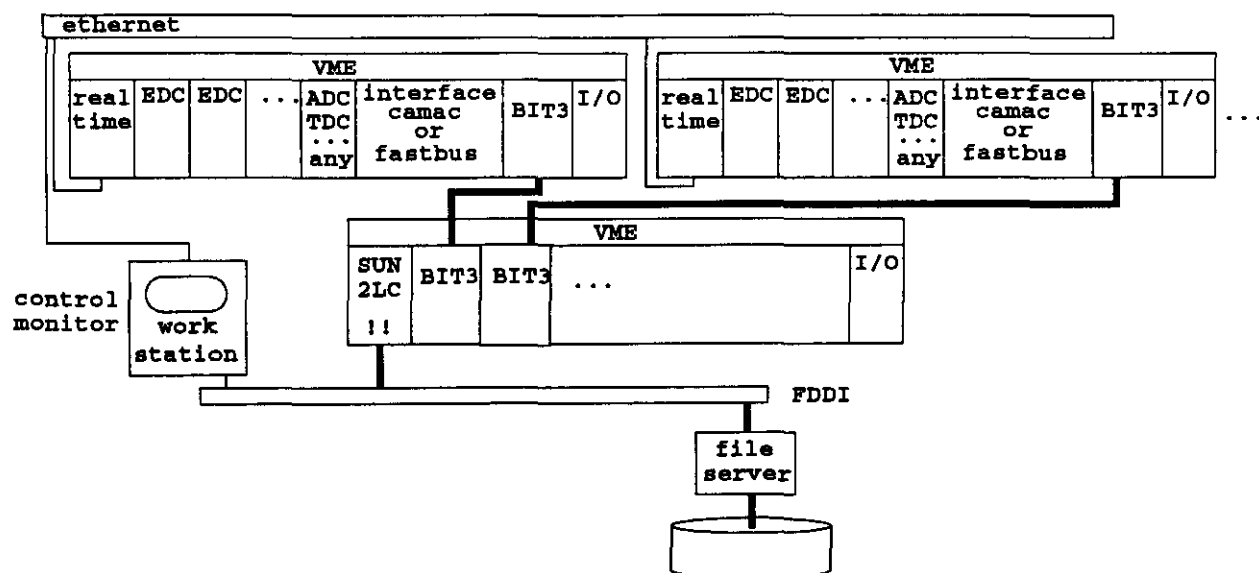 ethernet
VME
real time
EDC
EDC
...
ADC
TDC
...
any
interface
camac
or
fastbus
BIT3
I/O
VME
real time
EDC
EDC
...
ADC
TDC
...
any
interface
camac
or
fastbus
BIT3
I/O
...
VME
SUN
2LC
!!
BIT3
BIT3
...
I/O
control
monitor
work
station
FDDI
file
server